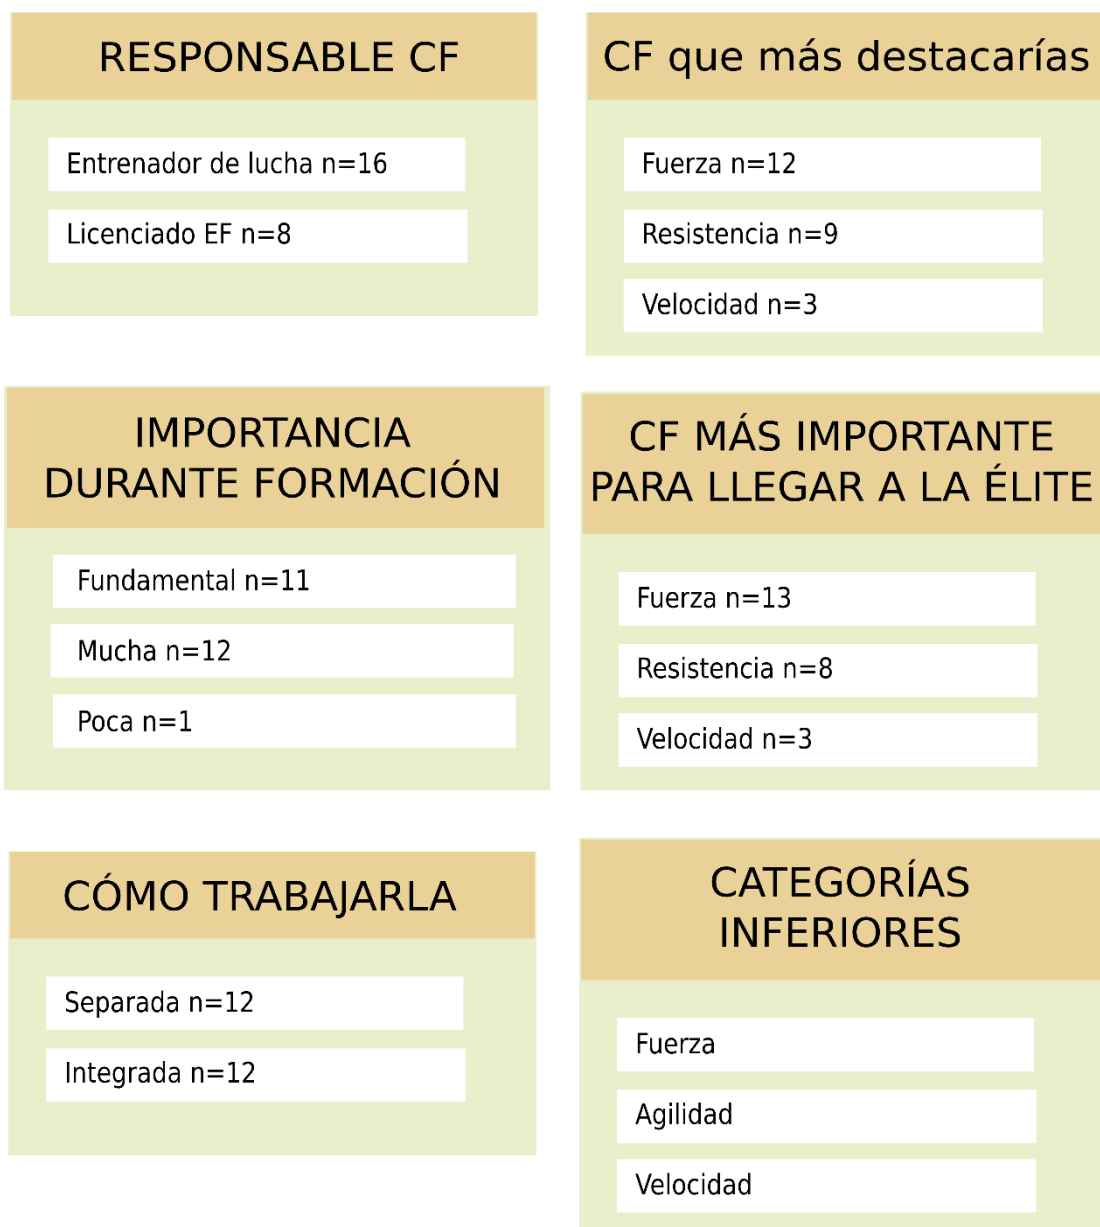 RESPONSABLE CF
Entrenador de lucha n=16
Licenciado EF n=8
CF que más destacarías
Fuerza n=12
Resistencia n=9
Velocidad n=3
IMPORTANCIA
DURANTE FORMACIÓN
Fundamental n=11
Mucha n=12
Poca n=1
CF MÁS IMPORTANTE
PARA LLEGAR A LA ÉLITE
Fuerza n=13
Resistencia n=8
Velocidad n=3
CÓMO TRABAJARLA
Separada n=12
Integrada n=12
CATEGORÍAS
INFERIORES
Fuerza
Agilidad
Velocidad